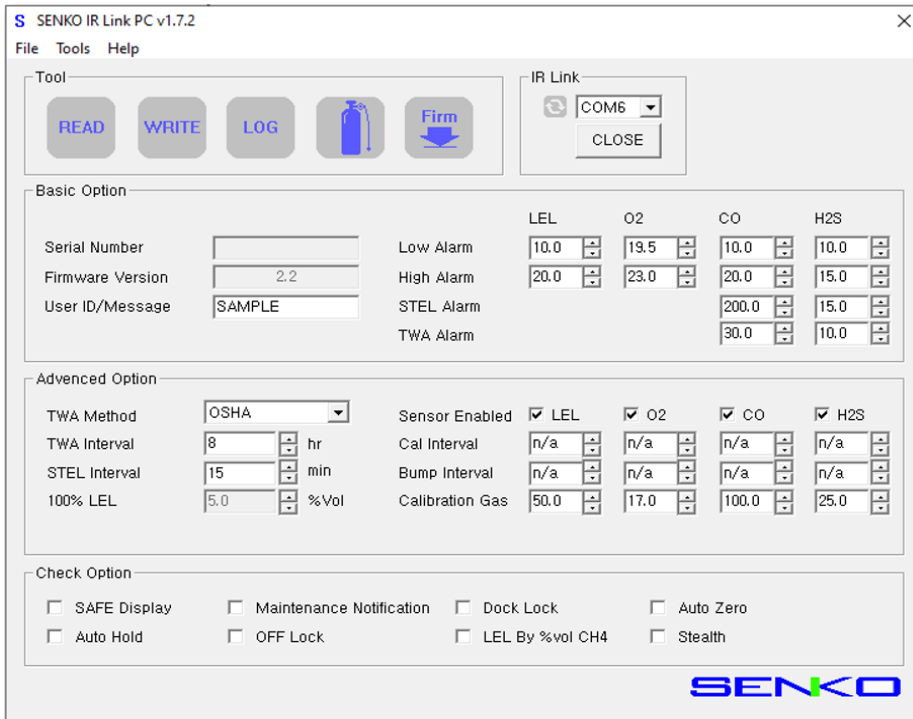 S SENKO IR Link PC v1.7.2
File Tools Help
Tool
READ WRITE LOG Firm
IR Link
COM6
CLOSE
Basic Option
LEL O2 CO H2S
Serial Number Low Alarm 10.0 19.5 10.0 10.0
Firmware Version 2.2 High Alarm 20.0 23.0 20.0 15.0
User ID/Message SAMPLE STEL Alarm 200.0 15.0
TWA Alarm 30.0 10.0
Advenced Option
TWA Method OSHA Sensor Enabled LEL O2 CO H2S
TWA Interval 8 hr Cal Interval n/a n/a n/a n/a
STEL Interval 15 min Bump Interval n/a n/a n/a n/a
100% LEL 5.0 %Vol Calibration Gas 50.0 17.0 100.0 25.0
Check Option
SAFE Display Maintenance Notification Dock Lock Auto Zero
Auto Hold OFF Lock LEL By %vol CH4 Stealth
SENKO